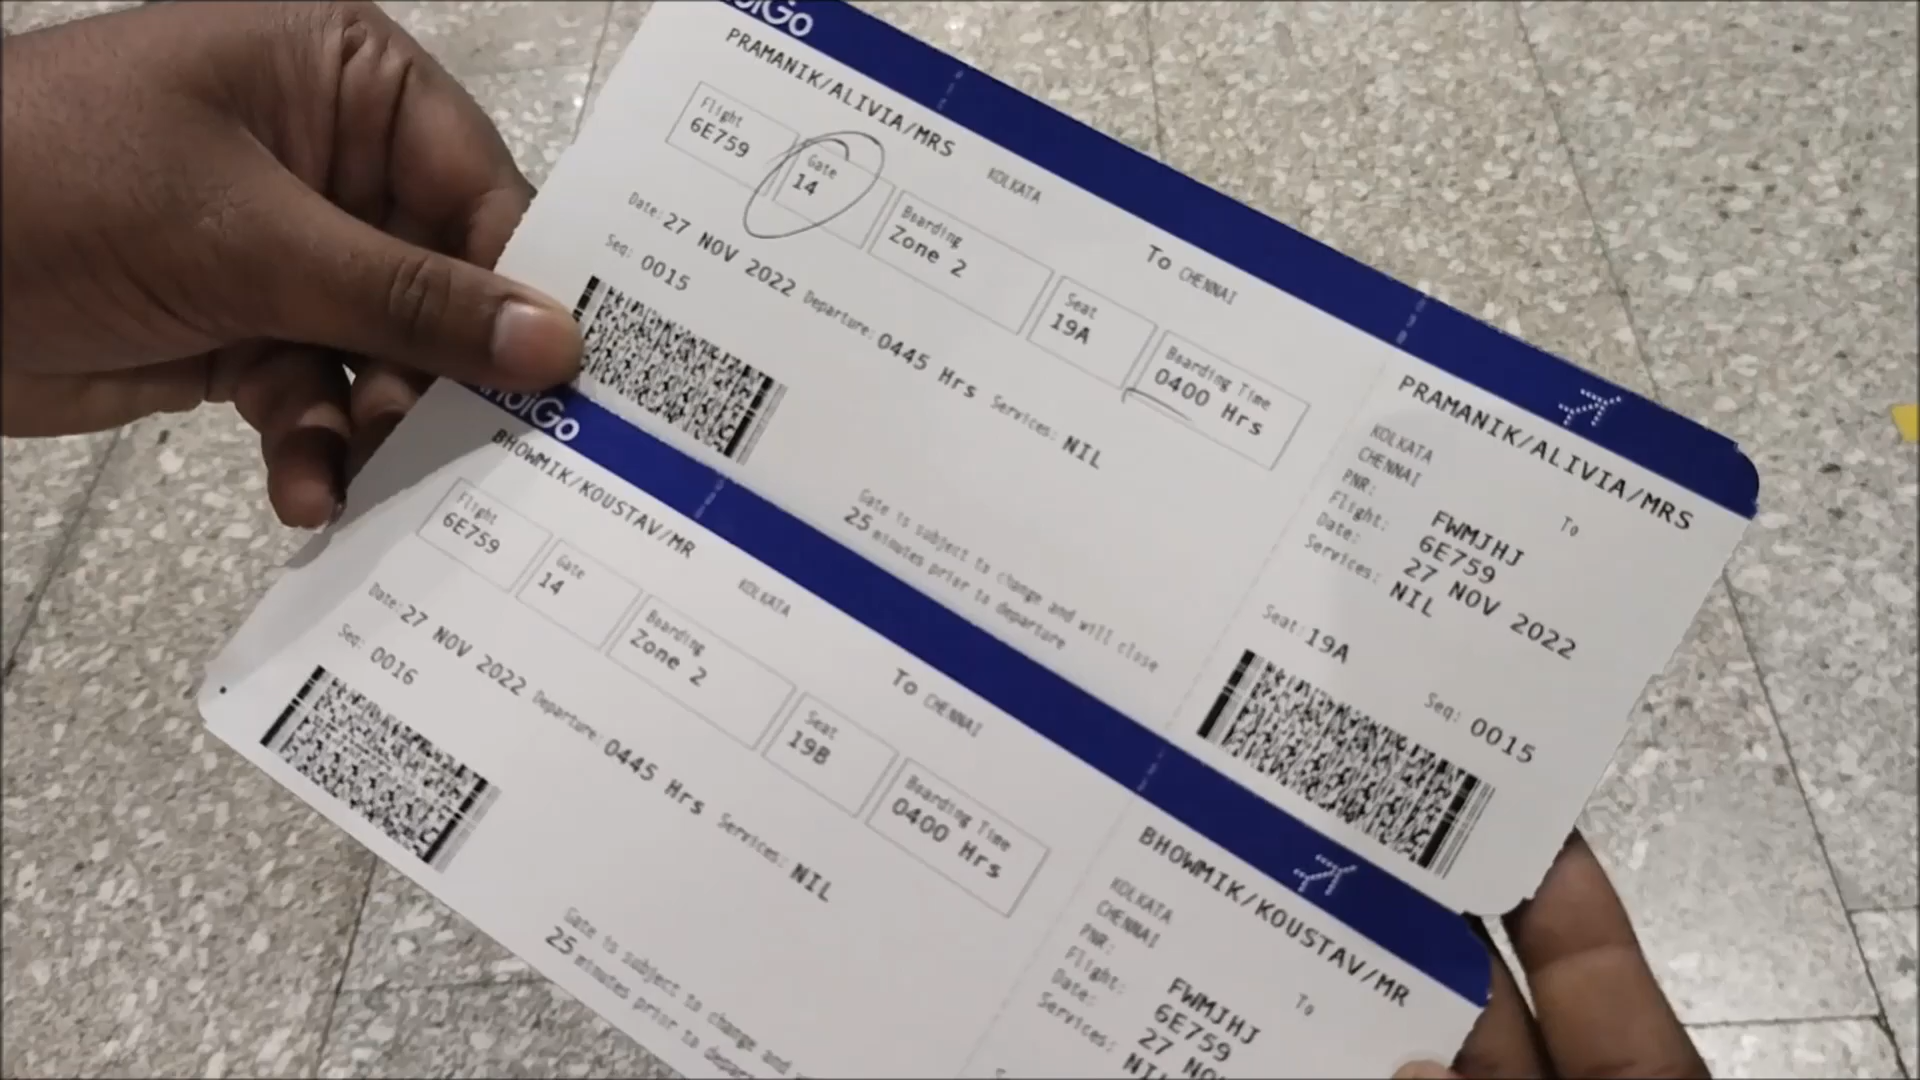 IndiGo
PRAMANIK/ALIVIA/MRS
KOLKATA
To CHENNAI
Flight
6E759
Gate
14
Boarding
Zone 2
Seat
19A
Boarding Time
0400 Hrs
Date: 27 NOV 2022 Departure: 0445 Hrs Services: NIL
Seq: 0015
Gate is subject to change and will close
25 minutes prior to departure
PRAMANIK/ALIVIA/MRS
KOLKATA To
CHENNAI
PNR: FWMJHJ
Flight: 6E759
Date: 27 NOV 2022
Services: NIL
Seat: 19A
Seq: 0015
IndiGo
BHOWMIK/KOUSTAV/MR
KOLKATA
To CHENNAI
Flight
6E759
Gate
14
Boarding
Zone 2
Seat
19B
Boarding Time
0400 Hrs
Date: 27 NOV 2022 Departure: 0445 Hrs Services: NIL
Seq: 0016
Gate is subject to change and
25 minutes prior to
BHOWMIK/KOUSTAV/MR
KOLKATA To
CHENNAI
PNR: FWMJHJ
Flight: 6E759
Date: 27
Services: